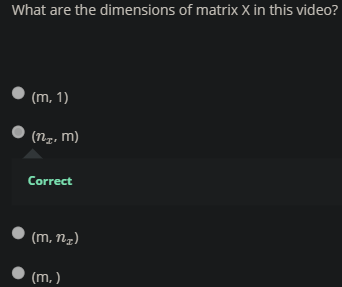 What are the dimensions of matrix X in this video?
(m, 1)
(nₓ, m)
Correct
(m, nₓ)
(m, )